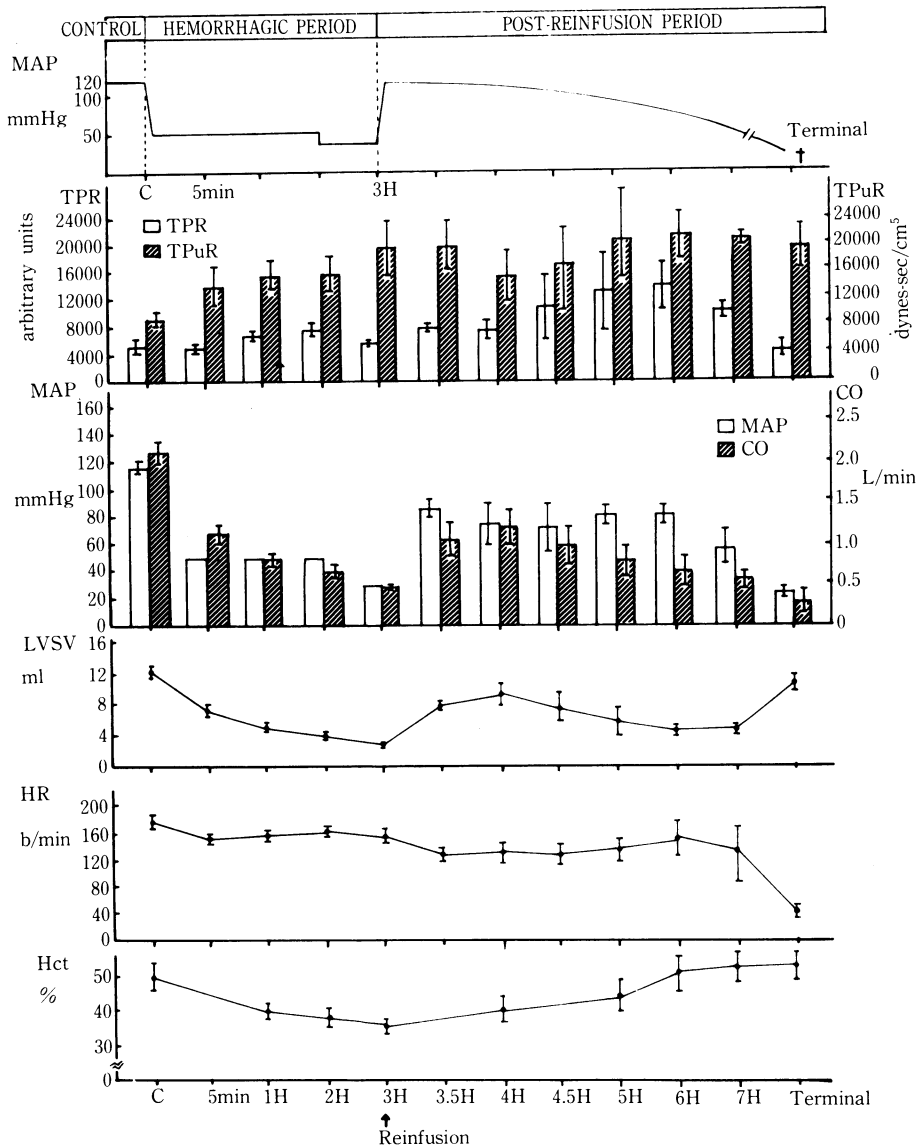 CONTROL HEMORRHAGIC PERIOD POST-REINFUSION PERIOD
MAP
120
100
mmHg
50
Terminal
C 5min 3H
TPR TPuR
24000 24000
20000 20000
16000 16000
12000 12000
8000 8000
4000 4000
0 0
arbitrary units
dynes-sec/cm⁵
TPR
TPuR
MAP CO
160
140
120
100
80
60
40
20
0
mmHg
2.5
2.0
1.5
1.0
0.5
0
L/min
MAP
CO
LVSV
ml
16
12
8
4
0
HR
b/min
200
160
120
80
40
0
Hct
%
50
40
30
0
C 5min 1H 2H 3H 3.5H 4H 4.5H 5H 6H 7H Terminal
Reinfusion